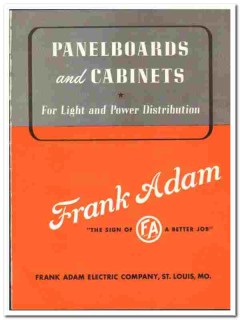 PANELBOARDS
and CABINETS
For Light and Power Distribution
Frank Adam
"THE SIGN OF FA A BETTER JOB"
FRANK ADAM ELECTRIC COMPANY, ST. LOUIS, MO.